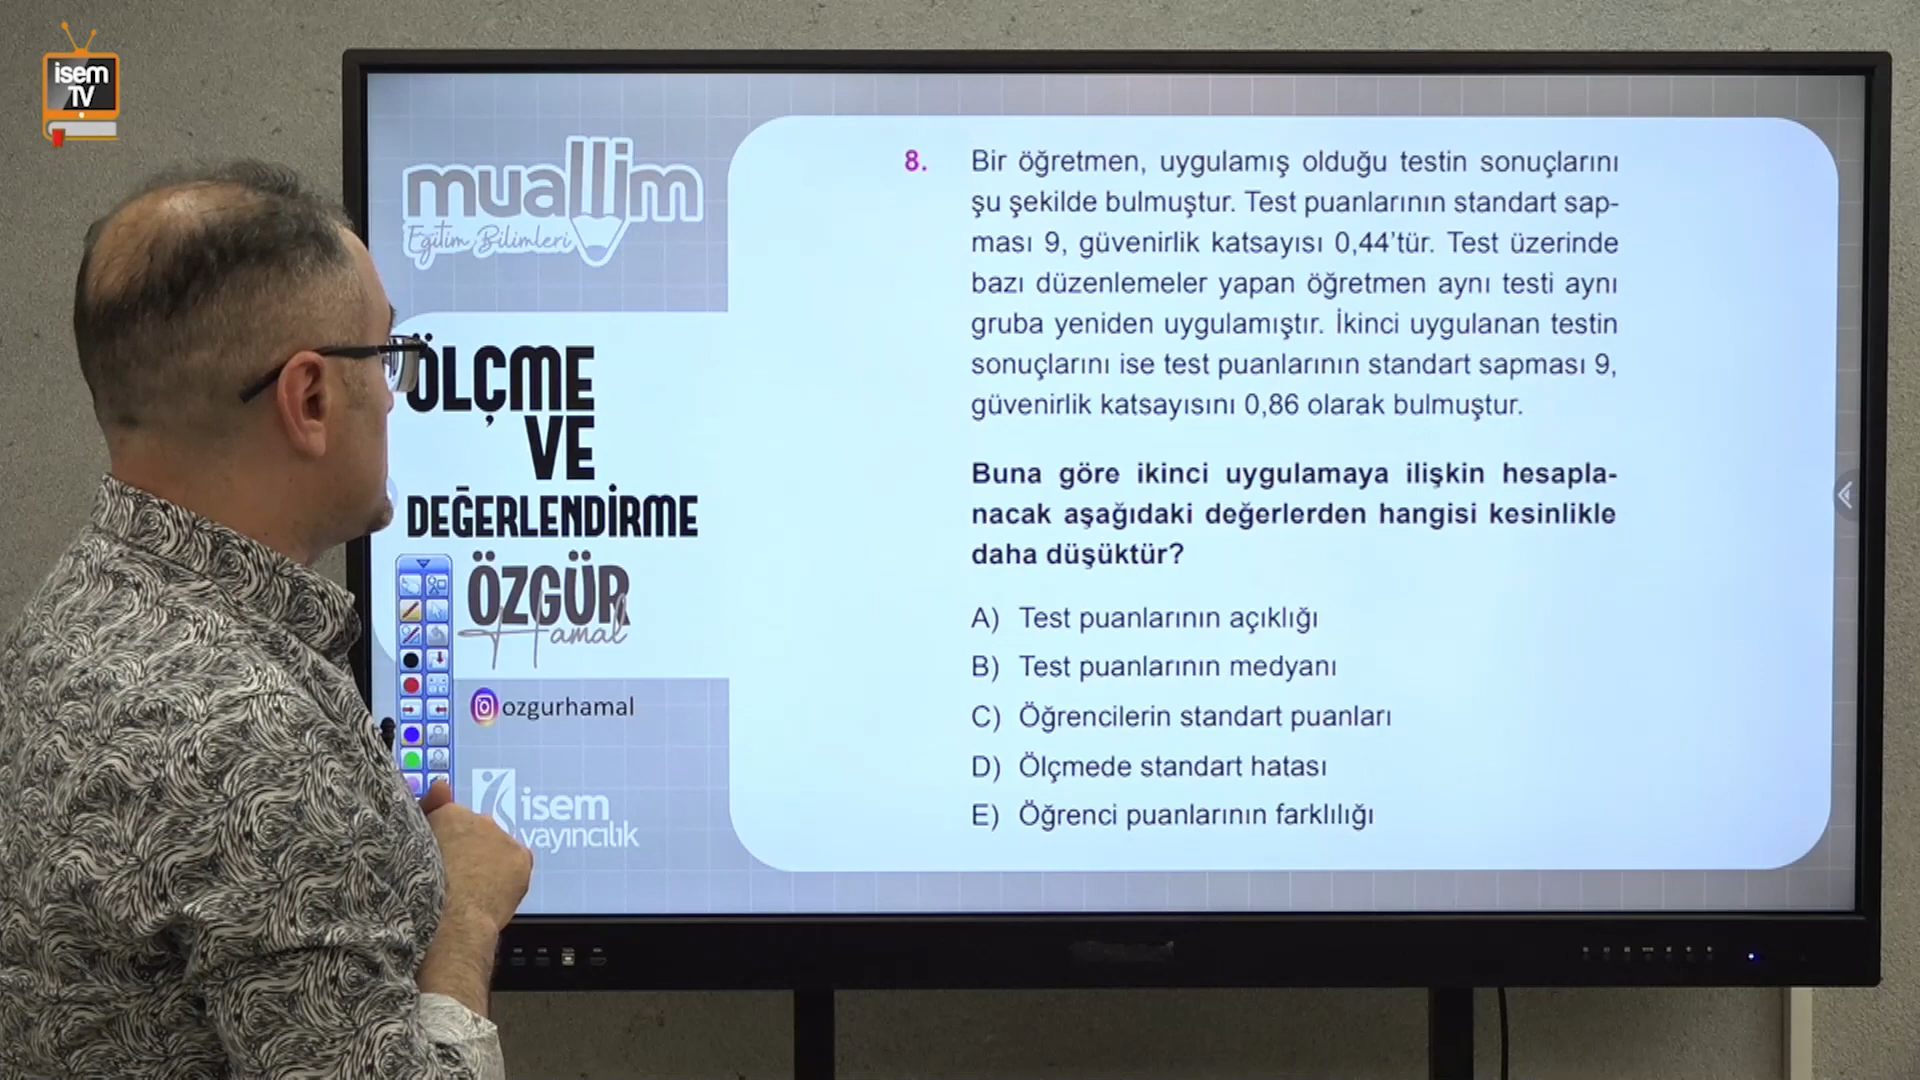 isem
TV
muallim
Eğitim Bilimleri
ÖLÇME
VE
DEĞERLENDİRME
ÖZGÜR
Hamal
ozgurhamal
isem
yayıncılık
8. Bir öğretmen, uygulamış olduğu testin sonuçlarını
şu şekilde bulmuştur. Test puanlarının standart sap-
ması 9, güvenirlik katsayısı 0,44’tür. Test üzerinde
bazı düzenlemeler yapan öğretmen aynı testi aynı
gruba yeniden uygulamıştır. İkinci uygulanan testin
sonuçlarını ise test puanlarının standart sapması 9,
güvenirlik katsayısını 0,86 olarak bulmuştur.
Buna göre ikinci uygulamaya ilişkin hesapla-
nacak aşağıdaki değerlerden hangisi kesinlikle
daha düşüktür?
A) Test puanlarının açıklığı
B) Test puanlarının medyanı
C) Öğrencilerin standart puanları
D) Ölçmede standart hatası
E) Öğrenci puanlarının farklılığı